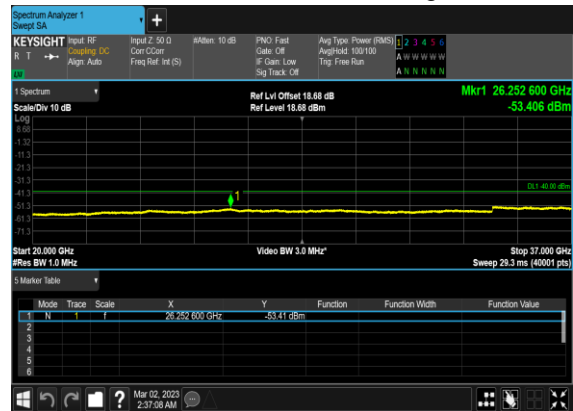 Spectrum Analyzer 1
Swept SA
+
KEYSIGHT Input: RF Input Z: 50 Ω #Atten: 10 dB PNO: Fast Avg Type: Power (RMS) 1 2 3 4 5 6
R T Coupling: DC Corr CCorr Gate: Off Avg|Hold: 100/100 A W W W W W
Align: Auto Freq Ref: Int (S) IF Gain: Low Trig: Free Run
LXI Sig Track: Off A N N N N N
1 Spectrum Ref Lvl Offset 18.68 dB Mkr1 26.252 600 GHz
Scale/Div 10 dB Ref Level 18.68 dBm -53.406 dBm
Log
8.68
-1.32
-11.3
-21.3
-31.3
DL1 -40.00 dBm
-41.3
1
-51.3
-61.3
-71.3
Start 20.000 GHz Video BW 3.0 MHz* Stop 37.000 GHz
#Res BW 1.0 MHz Sweep 29.3 ms (40001 pts)
5 Marker Table
Mode Trace Scale X Y Function Function Width Function Value
1 N 1 f 26.252 600 GHz -53.41 dBm
2
3
4
5
6
? Mar 02, 2023
2:37:08 AM